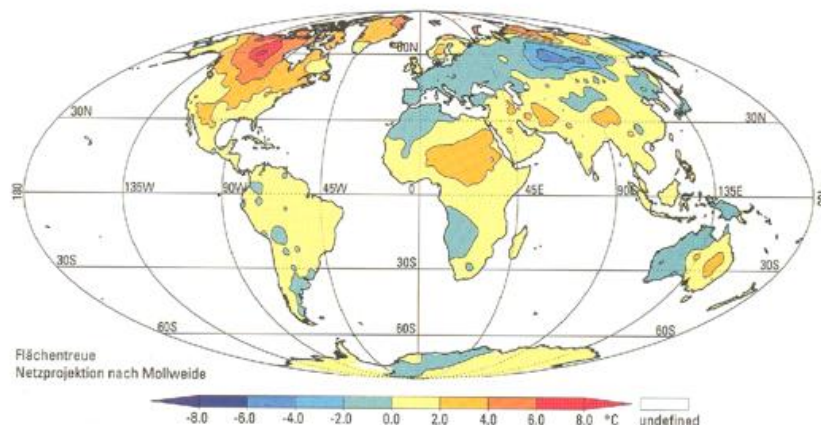 60N
30N
30N
180
135W
90W
45W
0
45E
90E
135E
30S
30S
60S
60S
60S
Flächentreue
Netzprojektion nach Mollweide
-8.0 -6.0 -4.0 -2.0 0.0 2.0 4.0 6.0 8.0 °C undefined